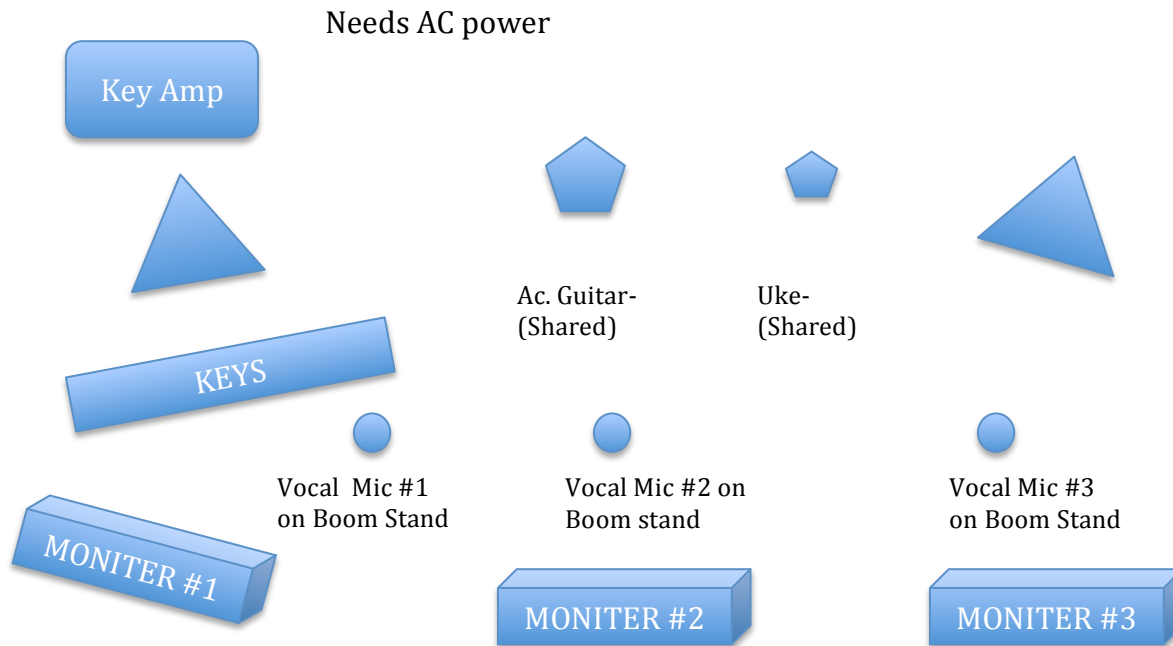 Needs AC power
Key Amp
Ac. Guitar-
(Shared)
Uke-
(Shared)
KEYS
Vocal Mic #1
on Boom Stand
Vocal Mic #2 on
Boom stand
Vocal Mic #3
on Boom Stand
MONITER #1
MONITER #2
MONITER #3